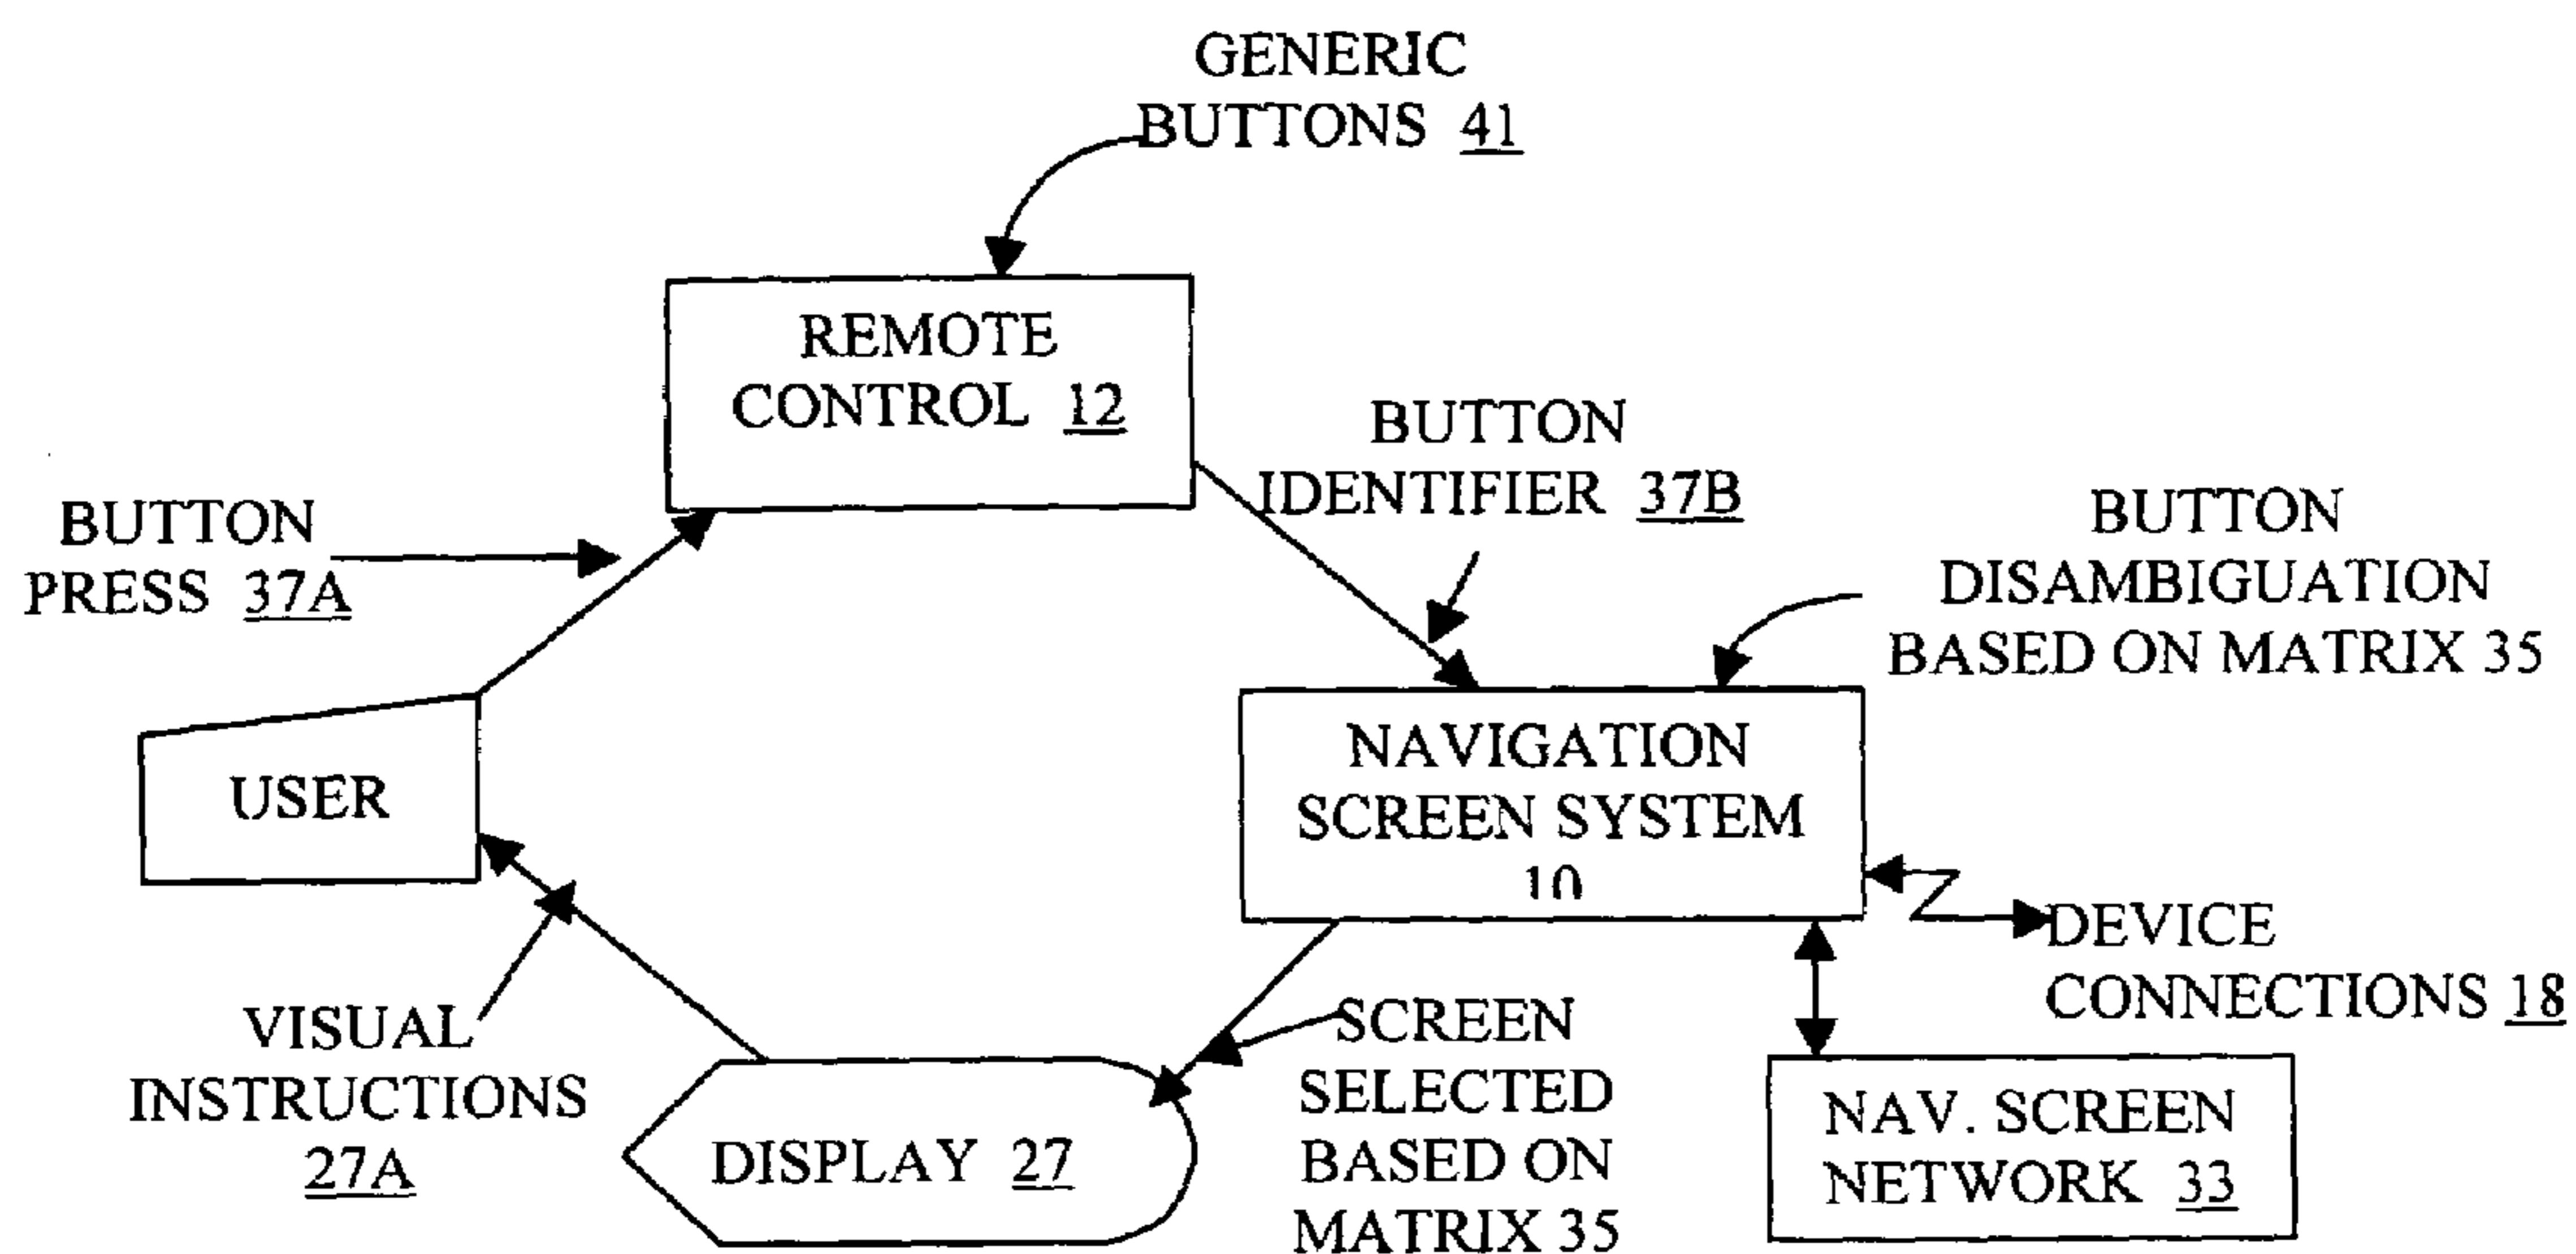 GENERIC
BUTTONS 41
REMOTE
CONTROL 12
BUTTON
IDENTIFIER 37B
BUTTON
PRESS 37A
BUTTON
DISAMBIGUATION
BASED ON MATRIX 35
USER
NAVIGATION
SCREEN SYSTEM
10
DEVICE
CONNECTIONS 18
VISUAL
INSTRUCTIONS
27A
DISPLAY 27
SCREEN
SELECTED
BASED ON
MATRIX 35
NAV. SCREEN
NETWORK 33